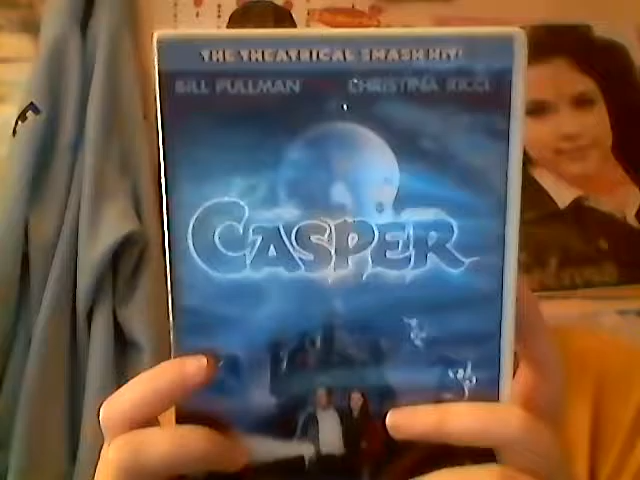 THE THEATRICAL SMASH HIT!
BILL PULLMAN CHRISTINA RICCI
CASPER